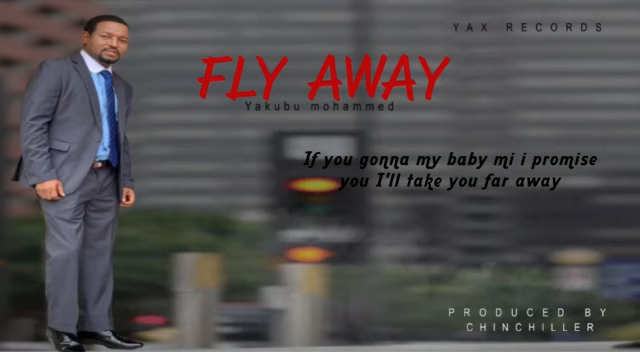 YAX RECORDS
FLY AWAY
Yakubu mohammed
If you gonna my baby mi i promise
you I'll take you far away
PRODUCED BY
CHINCHILLER